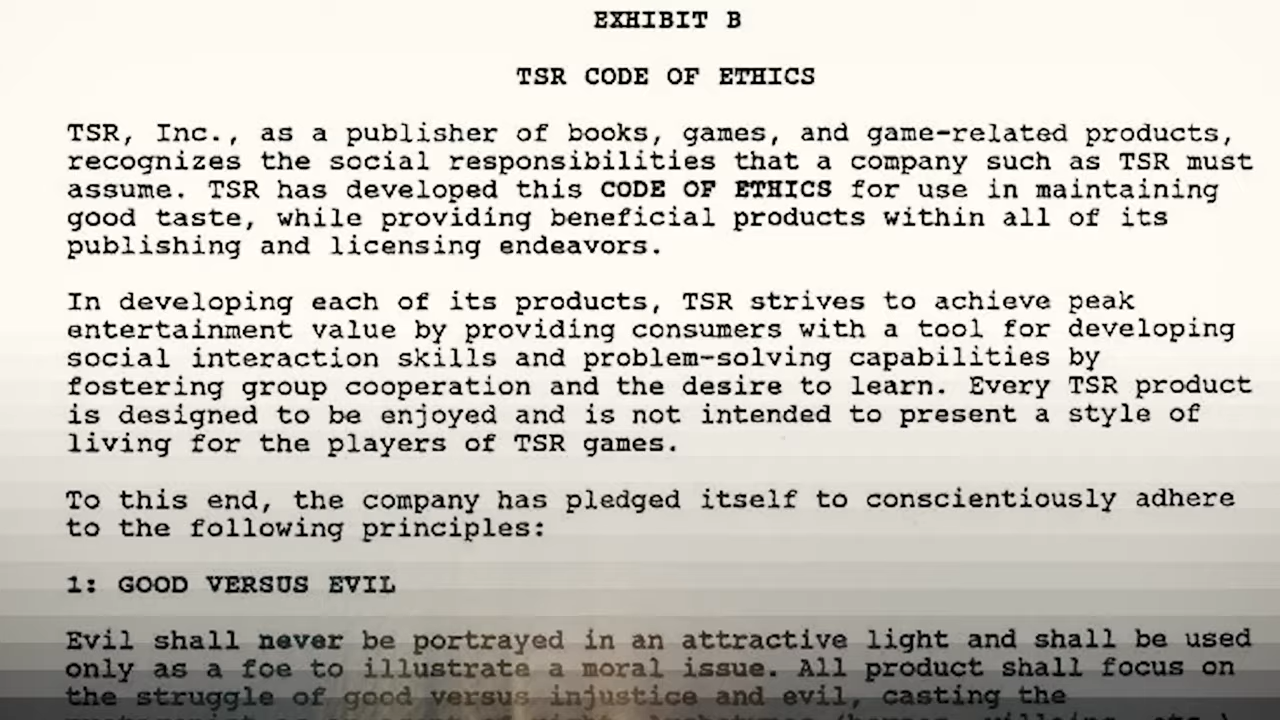 EXHIBIT B
TSR CODE OF ETHICS
TSR, Inc., as a publisher of books, games, and game-related products,
recognizes the social responsibilities that a company such as TSR must
assume. TSR has developed this CODE OF ETHICS for use in maintaining
good taste, while providing beneficial products within all of its
publishing and licensing endeavors.
In developing each of its products, TSR strives to achieve peak
entertainment value by providing consumers with a tool for developing
social interaction skills and problem-solving capabilities by
fostering group cooperation and the desire to learn. Every TSR product
is designed to be enjoyed and is not intended to present a style of
living for the players of TSR games.
To this end, the company has pledged itself to conscientiously adhere
to the following principles:
1: GOOD VERSUS EVIL
Evil shall never be portrayed in an attractive light and shall be used
only as a foe to illustrate a moral issue. All product shall focus on
the struggle of good versus injustice and evil, casting the